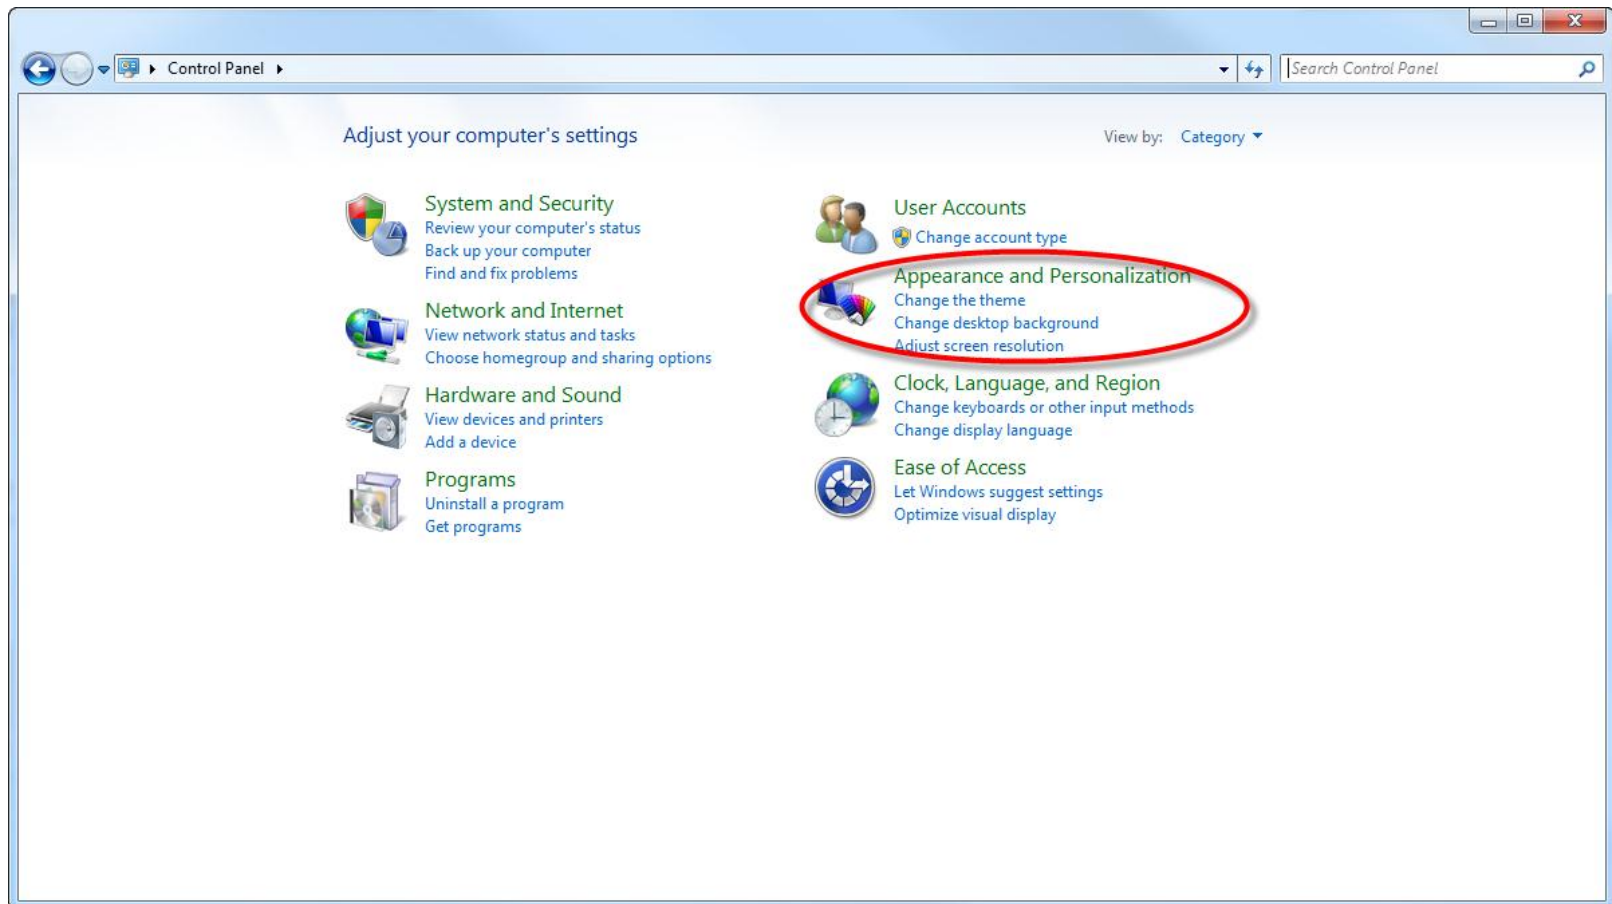 Control Panel
Search Control Panel
Adjust your computer's settings
View by: Category
System and Security
Review your computer's status
Back up your computer
Find and fix problems
Network and Internet
View network status and tasks
Choose homegroup and sharing options
Hardware and Sound
View devices and printers
Add a device
Programs
Uninstall a program
Get programs
User Accounts
Change account type
Appearance and Personalization
Change the theme
Change desktop background
Adjust screen resolution
Clock, Language, and Region
Change keyboards or other input methods
Change display language
Ease of Access
Let Windows suggest settings
Optimize visual display